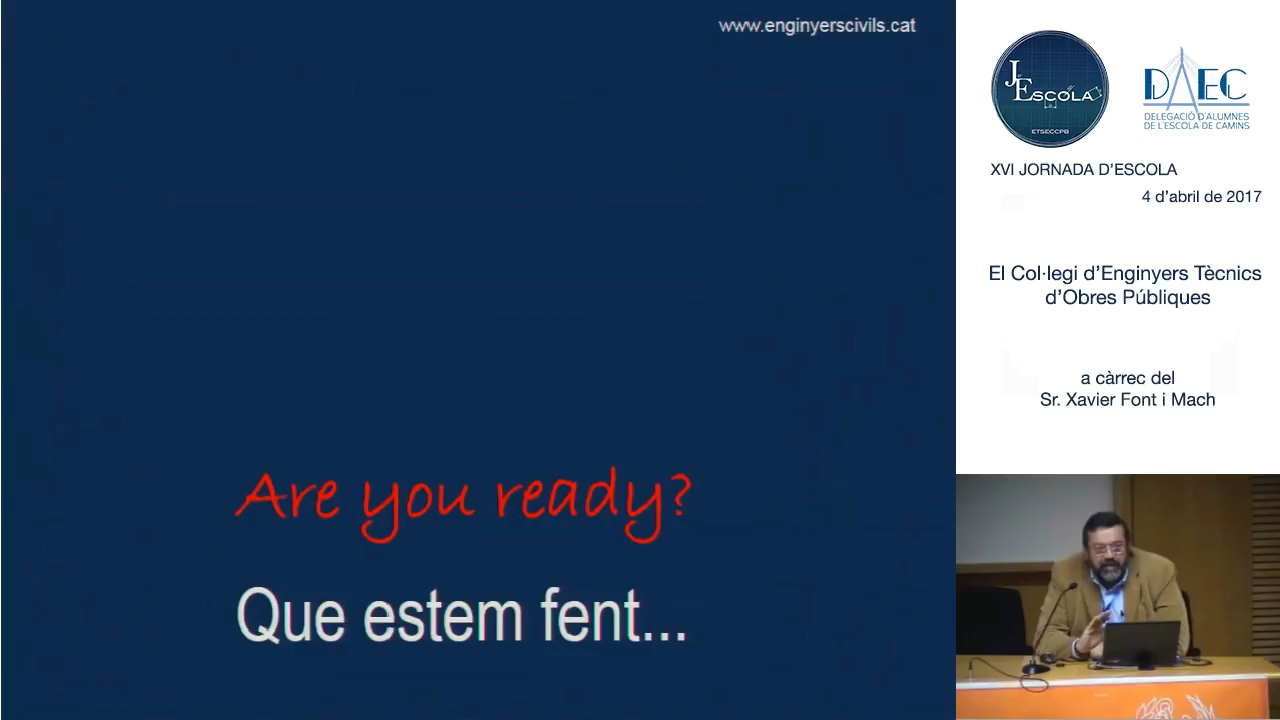 www.enginyerscivils.cat
Are you ready?
Que estem fent...
J
ESCOLA
ETSECCPB
DAEC
DELEGACIÓ D'ALUMNES
DE L'ESCOLA DE CAMINS
XVI JORNADA D'ESCOLA
4 d'abril de 2017
El Col·legi d'Enginyers Tècnics
d'Obres Públiques
a càrrec del
Sr. Xavier Font i Mach